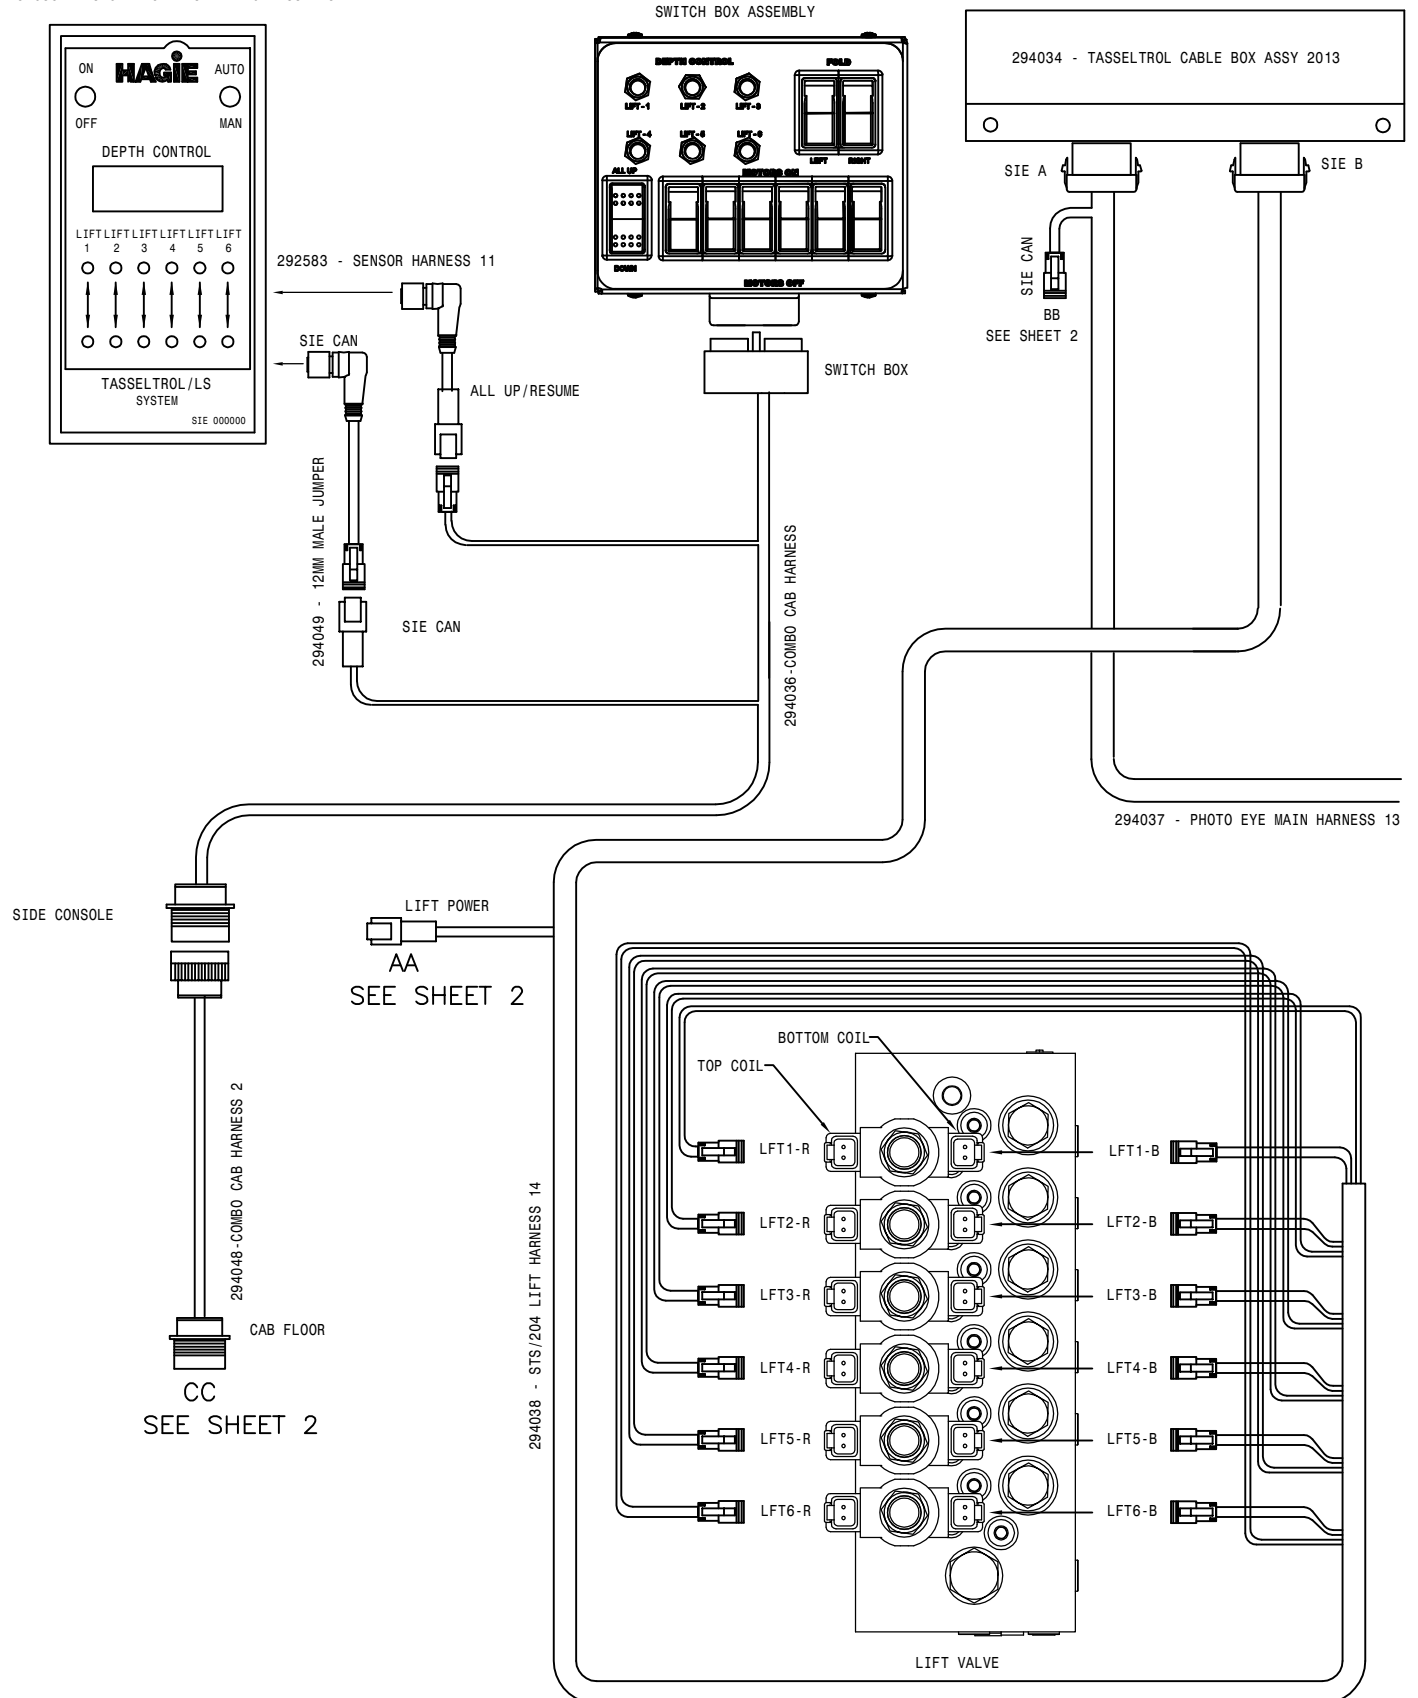 SWITCH BOX ASSEMBLY
294034 - TASSELTROL CABLE BOX ASSY 2013
ON
HAGIE
AUTO
OFF
MAN
DEPTH CONTROL
LIFT LIFT LIFT LIFT LIFT LIFT
1 2 3 4 5 6
TASSELTROL/LS
SYSTEM
SIE 000000
DEPTH CONTROL
FOLD
LIFT-1
LIFT-2
LIFT-3
LIFT-4
LIFT-5
LIFT-6
LEFT
RIGHT
ALL UP
MOTORS ON
DOWN
MOTORS OFF
SIE A
SIE B
SIE CAN
BB
SEE SHEET 2
292583 - SENSOR HARNESS 11
SIE CAN
ALL UP/RESUME
SWITCH BOX
294049 - 12MM MALE JUMPER
SIE CAN
294036-COMBO CAB HARNESS
294037 - PHOTO EYE MAIN HARNESS 13
SIDE CONSOLE
LIFT POWER
AA
SEE SHEET 2
294048-COMBO CAB HARNESS 2
294038 - STS/204 LIFT HARNESS 14
CAB FLOOR
CC
SEE SHEET 2
BOTTOM COIL
TOP COIL
LFT1-R
LFT1-B
LFT2-R
LFT2-B
LFT3-R
LFT3-B
LFT4-R
LFT4-B
LFT5-R
LFT5-B
LFT6-R
LFT6-B
LIFT VALVE